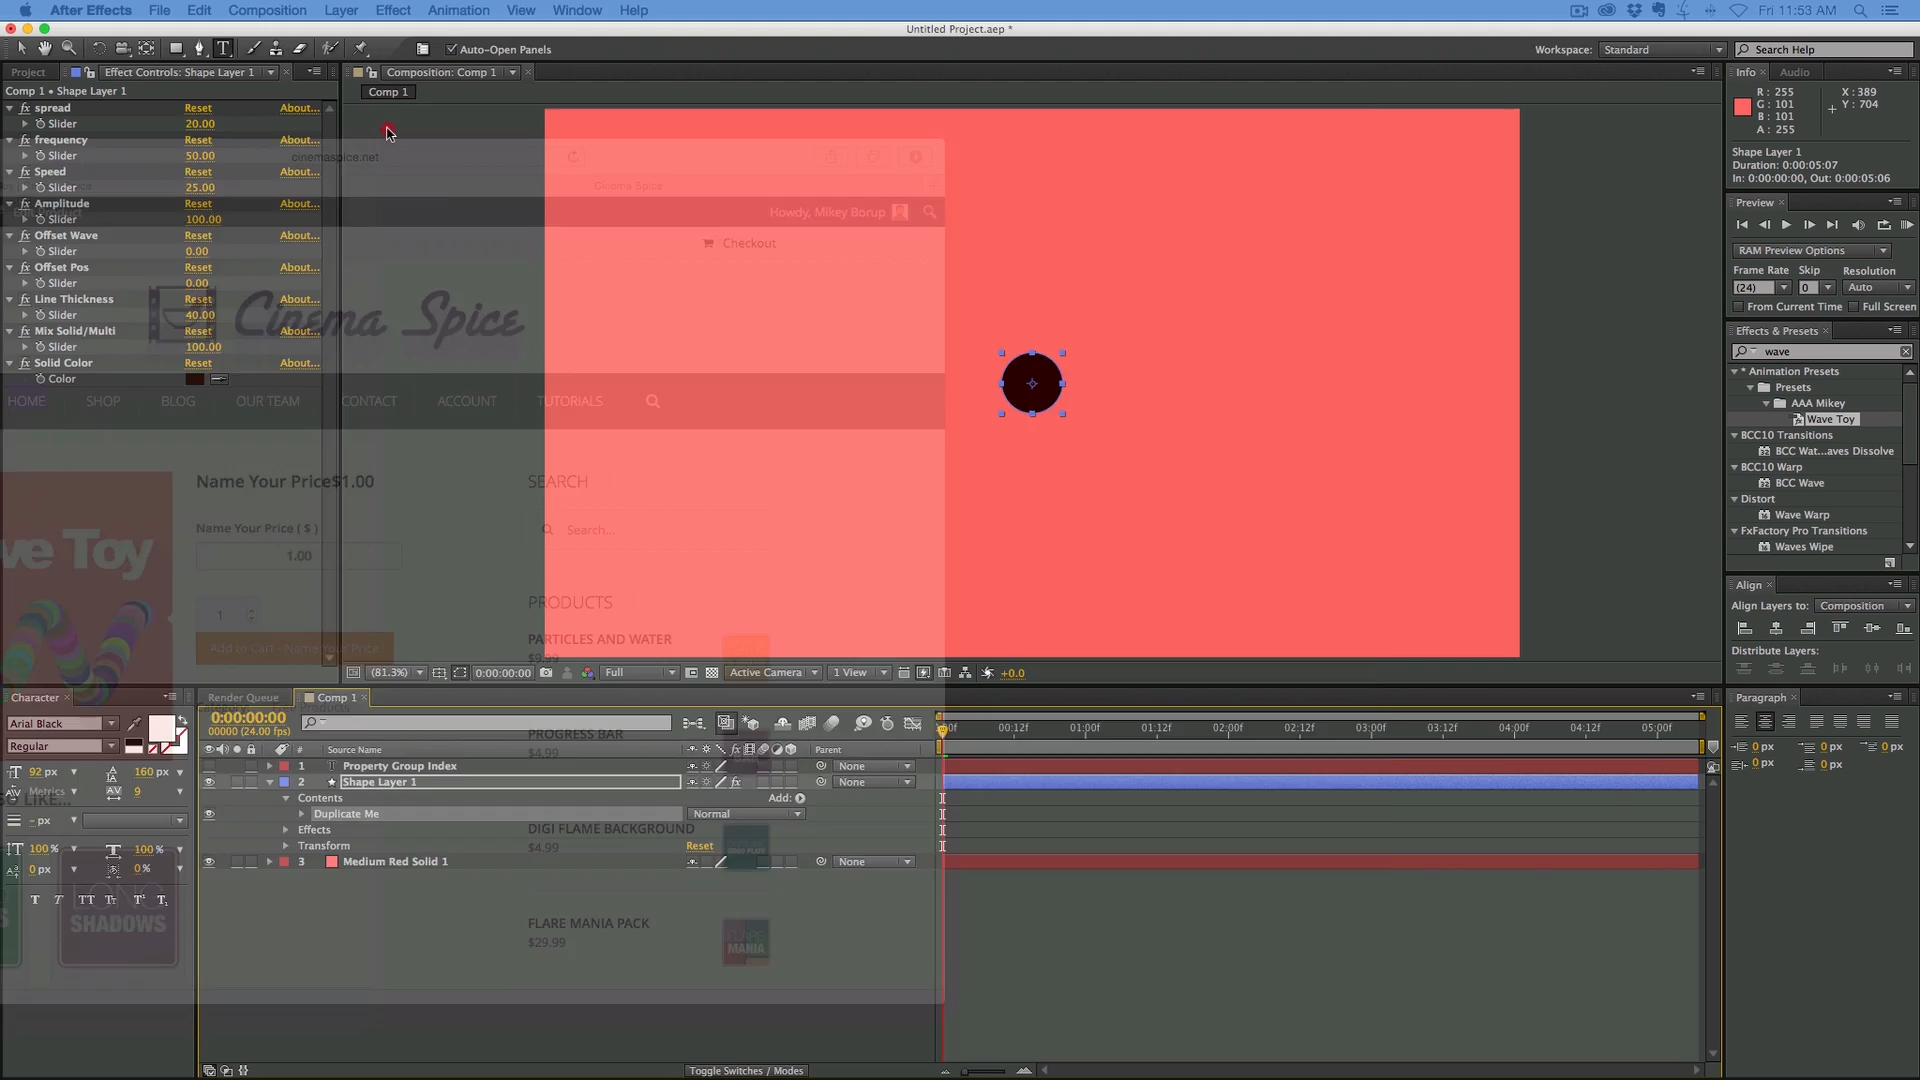 After Effects File Edit Composition Layer Effect Animation View Window Help Fri 11:53 AM
Untitled Project.aep *
Auto-Open Panels Workspace: Standard Search Help
Project Effect Controls: Shape Layer 1 Composition: Comp 1 Info Audio
Comp 1 • Shape Layer 1
Comp 1
spread Reset About...
Slider 20.00
frequency Reset About...
Slider 50.00
Speed Reset About...
Slider 25.00
Amplitude Reset About...
Slider 100.00
Offset Wave Reset About...
Slider 0.00
Offset Pos Reset About...
Slider 0.00
Line Thickness Reset About...
Slider 40.00
Mix Solid/Multi Reset About...
Slider 100.00
Solid Color Reset About...
Color
cinemaspice.net
Cinema Spice
Howdy, Mikey Borup
Checkout
Cinema Spice
HOME SHOP BLOG OUR TEAM CONTACT ACCOUNT TUTORIALS
Name Your Price$1.00
Name Your Price ( $ )
1.00
1
Add to Cart - Name Your Price
ve Toy
SEARCH
Search...
PRODUCTS
PARTICLES AND WATER
$9.99
PROGRESS BAR
$4.99
DIGI FLAME BACKGROUND
$4.99
FLARE MANIA PACK
$29.99
FLARE
MANIA
LONG
SHADOWS
O LIKE...
R : 255
G : 101
B : 101
A : 255
X : 389
Y : 704
Shape Layer 1
Duration: 0:00:05:07
In: 0:00:00:00, Out: 0:00:05:06
Preview
RAM Preview Options
Frame Rate Skip Resolution
(24) 0 Auto
From Current Time Full Screen
Effects & Presets
wave
* Animation Presets
Presets
AAA Mikey
Wave Toy
BCC10 Transitions
BCC Wat...aves Dissolve
BCC10 Warp
BCC Wave
Distort
Wave Warp
FxFactory Pro Transitions
Waves Wipe
Align
Align Layers to: Composition
Distribute Layers:
(81.3%) 0:00:00:00 Full Active Camera 1 View +0.0
Character
Arial Black
Regular
92 px 160 px
Metrics 9
- px
100% 100%
0 px 0%
T T TT Tt T' T,
Render Queue Comp 1
0:00:00:00
00000 (24.00 fps)
# Source Name Parent
1 Property Group Index None
2 Shape Layer 1 None
Contents Add:
Duplicate Me Normal
Effects
Transform Reset
3 Medium Red Solid 1 None
:00f 00:12f 01:00f 01:12f 02:00f 02:12f 03:00f 03:12f 04:00f 04:12f 05:00f
Toggle Switches / Modes
Paragraph
0 px 0 px 0 px
0 px 0 px